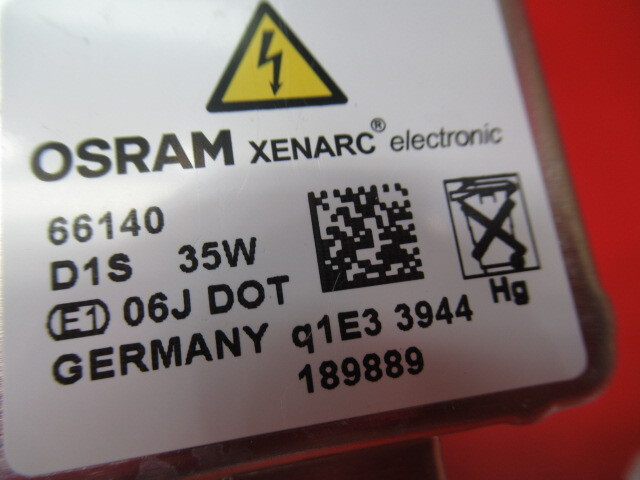 OSRAM XENARC® electronic
66140
D1S 35W
E1 06J DOT
Hg
GERMANY q1E3 3944
189889